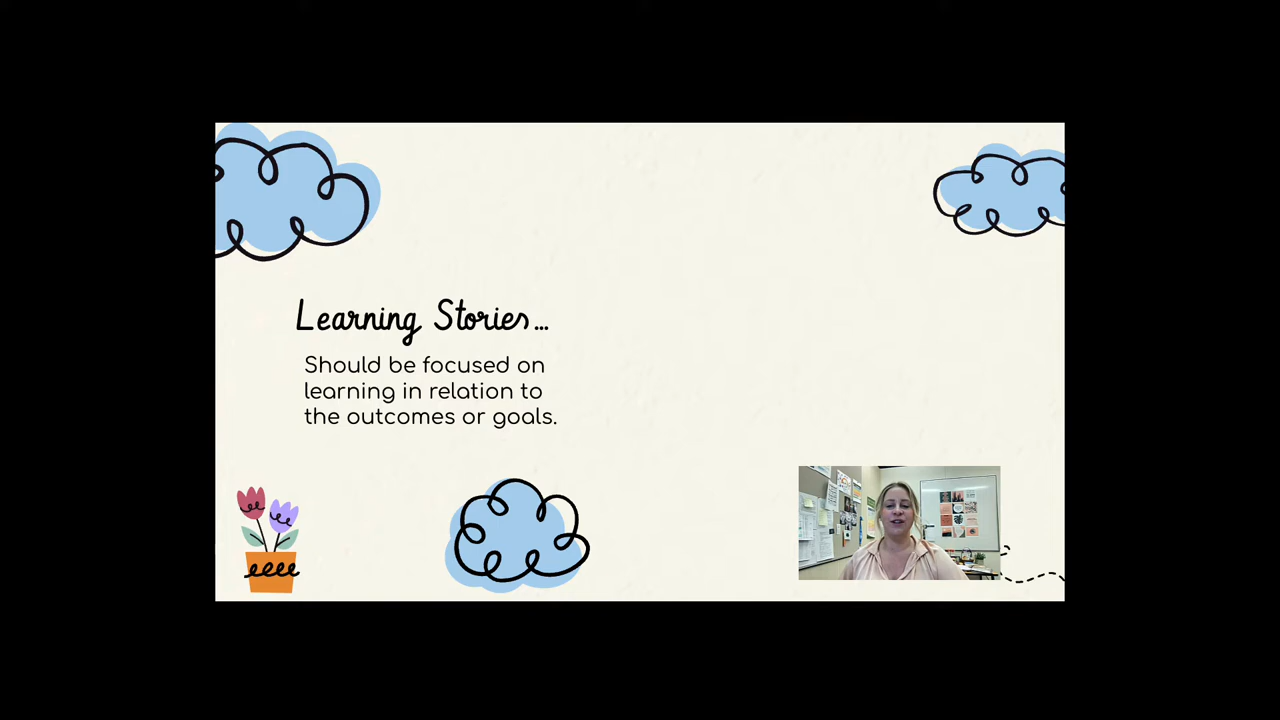 Learning Stories...
Should be focused on
learning in relation to
the outcomes or goals.